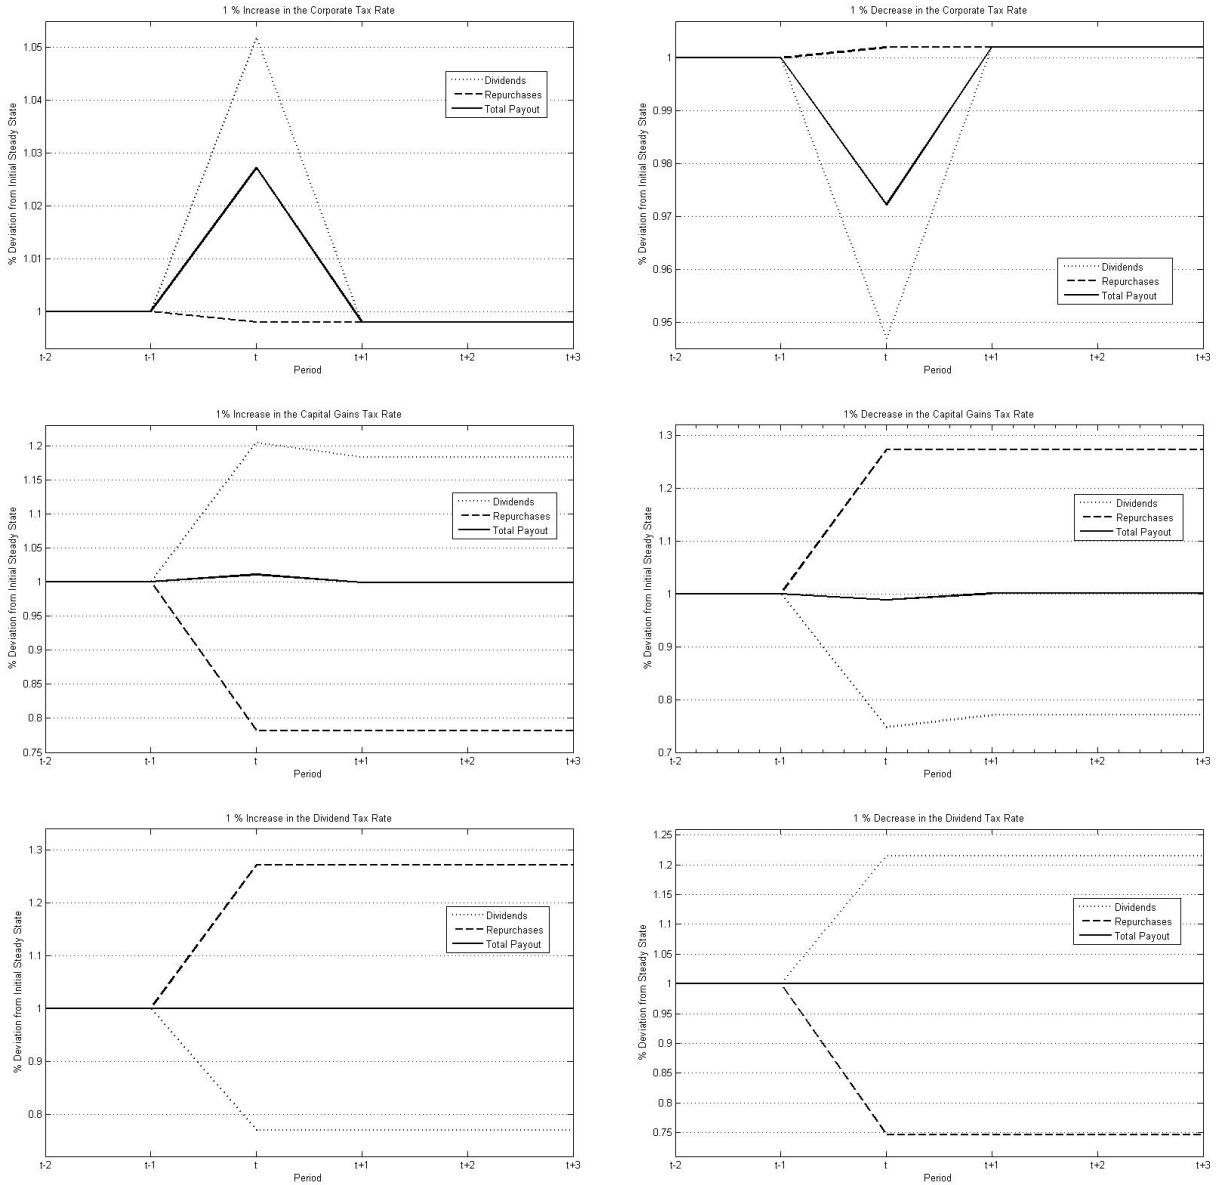 1 % Increase in the Corporate Tax Rate
% Deviation from Initial Steady State
1.05
1.04
1.03
1.02
1.01
1
Dividends
Repurchases
Total Payout
t-2 t-1 t t+1 t+2 t+3
Period
1 % Decrease in the Corporate Tax Rate
% Deviation from Initial Steady State
1
0.99
0.98
0.97
0.96
0.95
Dividends
Repurchases
Total Payout
t-2 t-1 t t+1 t+2 t+3
Period
1% Increase in the Capital Gains Tax Rate
% Deviation from Initial Steady State
1.2
1.15
1.1
1.05
1
0.95
0.9
0.85
0.8
0.75
Dividends
Repurchases
Total Payout
t-2 t-1 t t+1 t+2 t+3
Period
1% Decrease in the Capital Gains Tax Rate
% Deviation from Initial Steady State
1.3
1.2
1.1
1
0.9
0.8
0.7
Dividends
Repurchases
Total Payout
t-2 t-1 t t+1 t+2 t+3
Period
1 % Increase in the Dividend Tax Rate
% Deviation from Initial Steady State
1.3
1.2
1.1
1
0.9
0.8
Dividends
Repurchases
Total Payout
t-2 t-1 t t+1 t+2 t+3
Period
1 % Decrease in the Dividend Tax Rate
% Deviation from Initial Steady State
1.25
1.2
1.15
1.1
1.05
1
0.95
0.9
0.85
0.8
0.75
Dividends
Repurchases
Total Payout
t-2 t-1 t t+1 t+2 t+3
Period